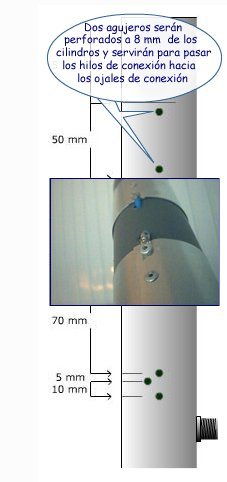 Dos agujeros serán
perforados a 8 mm de los
cilindros y servirán para pasar
los hilos de conexión hacia
los ojales de conexión
50 mm
70 mm
5 mm
10 mm